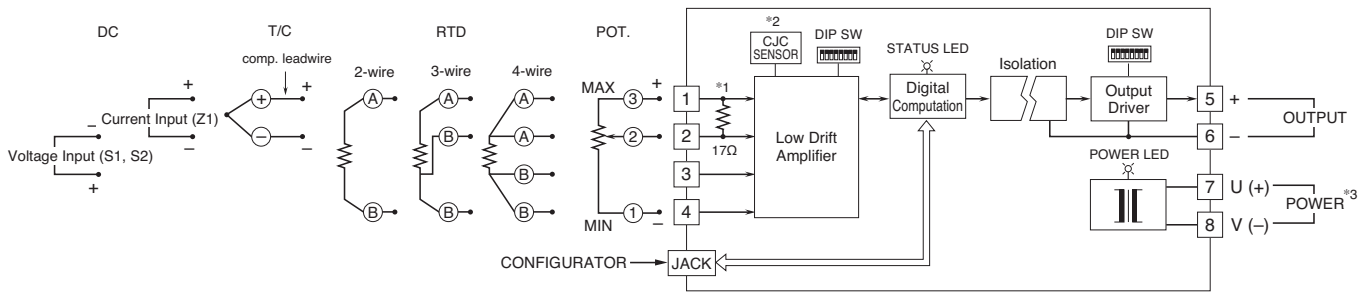 DC
T/C
RTD
POT.
comp. leadwire
2-wire
3-wire
4-wire
+
–
Current Input (Z1)
–
Voltage Input (S1, S2)
+
+
–
+
–
A
B
A
B
B
A
A
B
B
MAX
3
+
2
MIN
1
–
1
2
3
4
*1
17Ω
*2
CJC
SENSOR
DIP SW
Low Drift
Amplifier
STATUS LED
Digital
Computation
Isolation
DIP SW
Output
Driver
5
+
6
–
OUTPUT
POWER LED
7
U (+)
8
V (–)
POWER*3
CONFIGURATOR
JACK